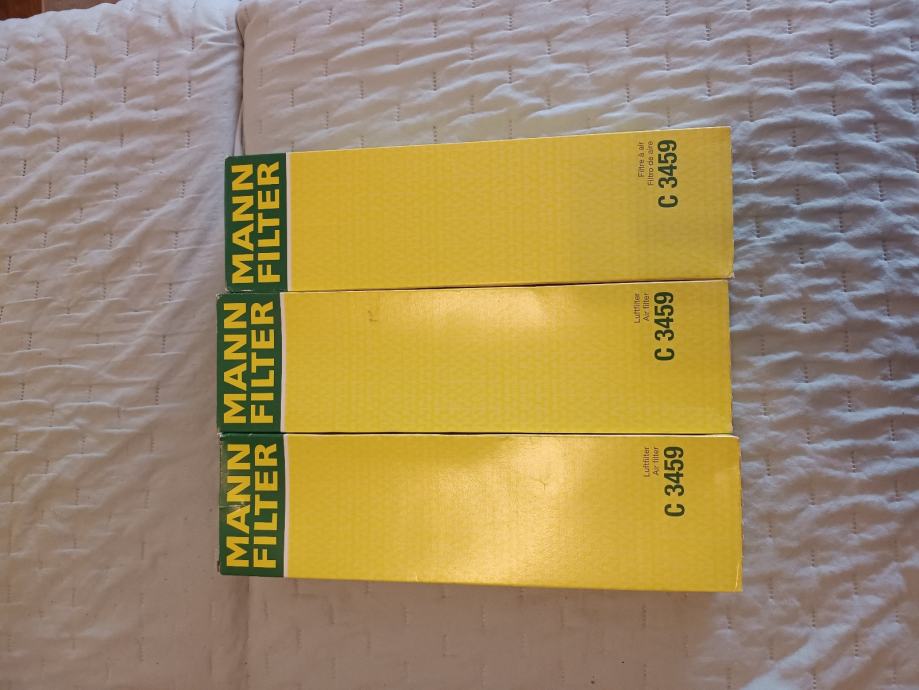 MANN
FILTER
Filtre à air
Filtro de aire
C 3459
MANN
FILTER
Luftfilter
Air filter
C 3459
MANN
FILTER
Luftfilter
Air filter
C 3459